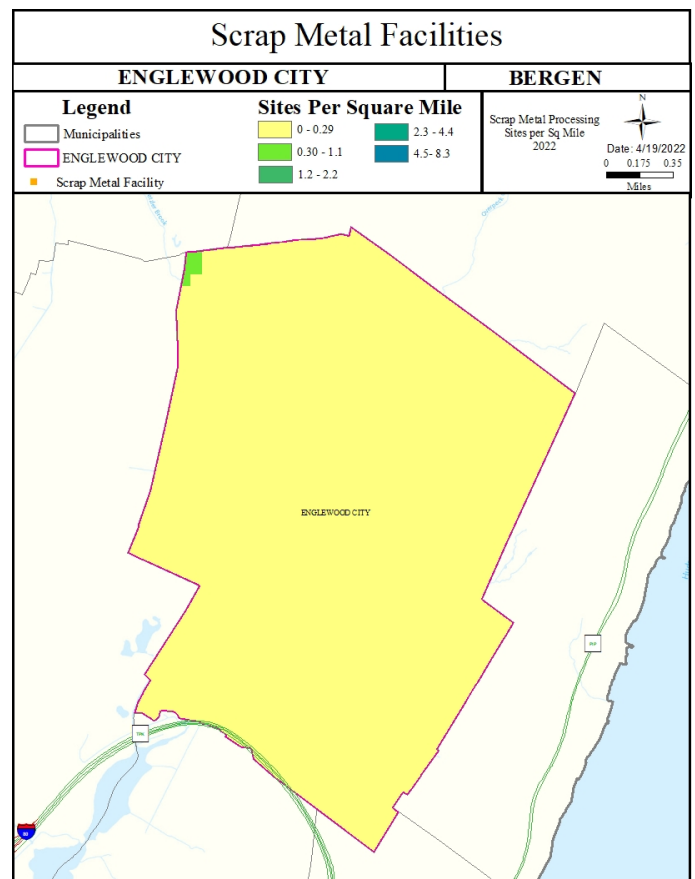 Scrap Metal Facilities
ENGLEWOOD CITY
BERGEN
Legend
Municipalities
ENGLEWOOD CITY
Scrap Metal Facility
Sites Per Square Mile
0 - 0.29
0.30 - 1.1
1.2 - 2.2
2.3 - 4.4
4.5- 8.3
Scrap Metal Processing
Sites per Sq Mile
2022
N
Date: 4/19/2022
0 0.175 0.35
Miles
ENGLEWOOD CITY
PIP
80